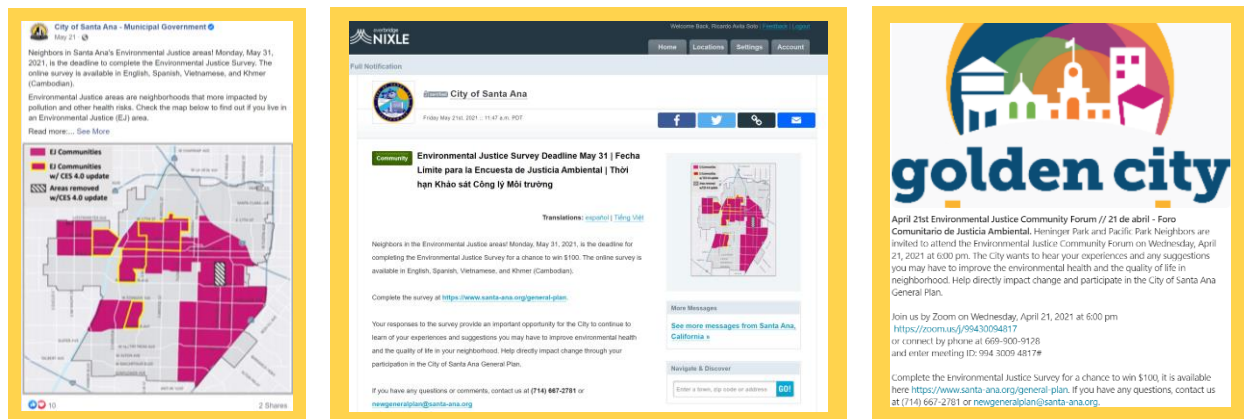 City of Santa Ana - Municipal Government
May 21
Neighbors in Santa Ana's Environmental Justice areas! Monday, May 31,
2021, is the deadline to complete the Environmental Justice Survey. The
online survey is available in English, Spanish, Vietnamese, and Khmer
(Cambodian).
Environmental Justice areas are neighborhoods that more impacted by
pollution and other health risks. Check the map below to find out if you live in
an Environmental Justice (EJ) area.
Read more:... See More
EJ Communities
EJ Communities
w/ CES 4.0 update
Areas removed
w/CES 4.0 update
10
2 Shares
everbridge
NIXLE
Welcome Back, Ricardo Avila Soto | Feedback | Logout
Home Locations Settings Account
Full Notification
City of Santa Ana
Friday May 21st, 2021 :: 11:47 a.m. PDT
Community
Environmental Justice Survey Deadline May 31 | Fecha
Límite para la Encuesta de Justicia Ambiental | Thời
hạn Khảo sát Công lý Môi trường
Translations: español | Tiếng Việt
Neighbors in the Environmental Justice areas! Monday, May 31, 2021, is the deadline for
completing the Environmental Justice Survey for a chance to win $100. The online survey is
available in English, Spanish, Vietnamese, and Khmer (Cambodian).
Complete the survey at https://www.santa-ana.org/general-plan.
Your responses to the survey provide an important opportunity for the City to continue to
learn of your experiences and suggestions you may have to improve environmental health
and the quality of life in your neighborhood. Help directly impact change through your
participation in the City of Santa Ana General Plan.
If you have any questions or comments, contact us at (714) 667-2781 or
newgeneralplan@santa-ana.org
More Messages
See more messages from Santa Ana,
California »
Navigate & Discover
Enter a town, zip code or address GO!
golden city
April 21st Environmental Justice Community Forum // 21 de abril - Foro
Comunitario de Justicia Ambiental. Heninger Park and Pacific Park Neighbors are
invited to attend the Environmental Justice Community Forum on Wednesday, April
21, 2021 at 6:00 pm. The City wants to hear your experiences and any suggestions
you may have to improve the environmental health and the quality of life in
neighborhood. Help directly impact change and participate in the City of Santa Ana
General Plan.
Join us by Zoom on Wednesday, April 21, 2021 at 6:00 pm
https://zoom.us/j/99430094817
or connect by phone at 669-900-9128
and enter meeting ID: 994 3009 4817#
Complete the Environmental Justice Survey for a chance to win $100, it is available
here https://www.santa-ana.org/general-plan. If you have any questions, contact us
at (714) 667-2781 or newgeneralplan@santa-ana.org.